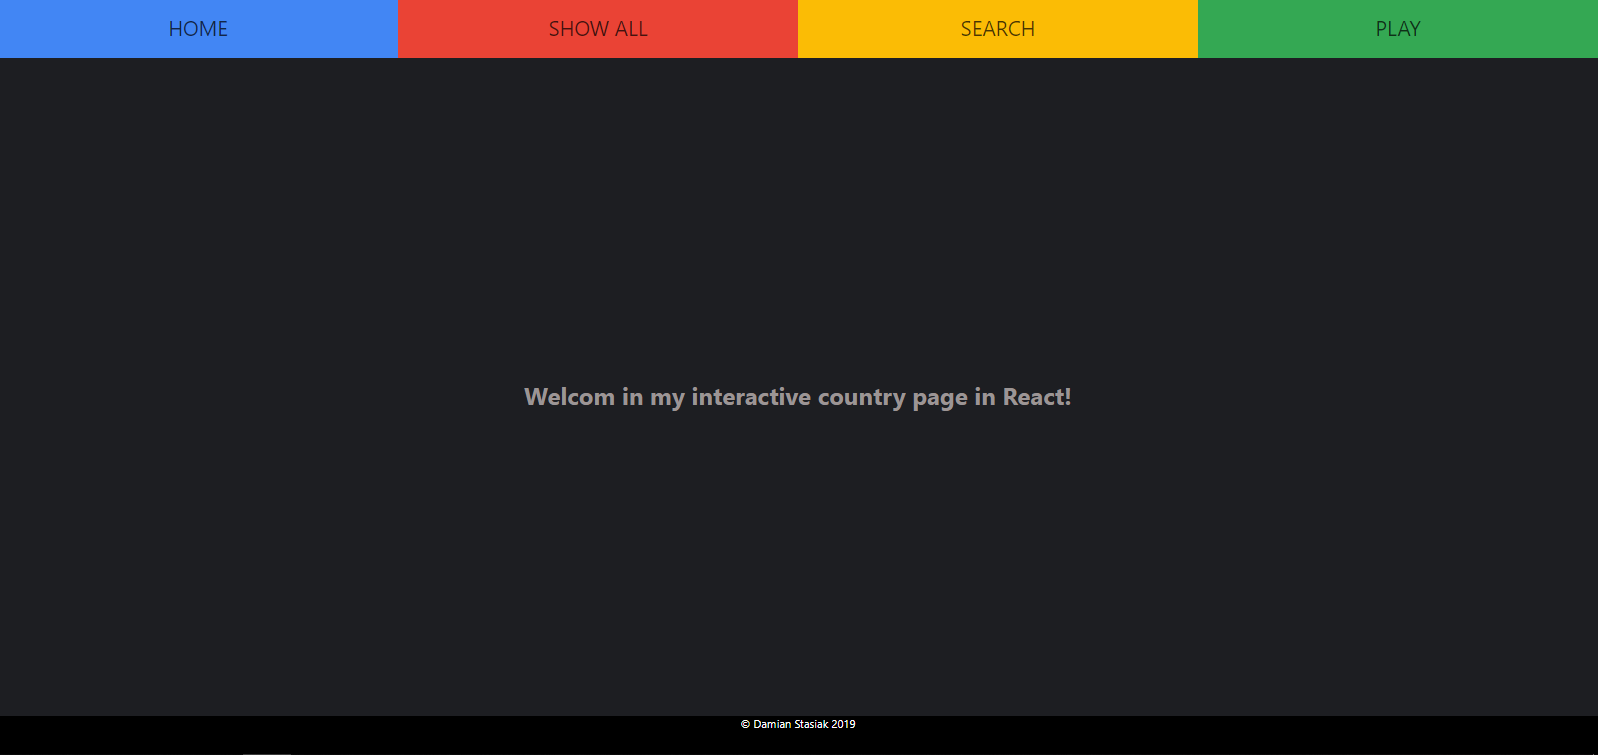 HOME
SHOW ALL
SEARCH
PLAY
Welcom in my interactive country page in React!
© Damian Stasiak 2019